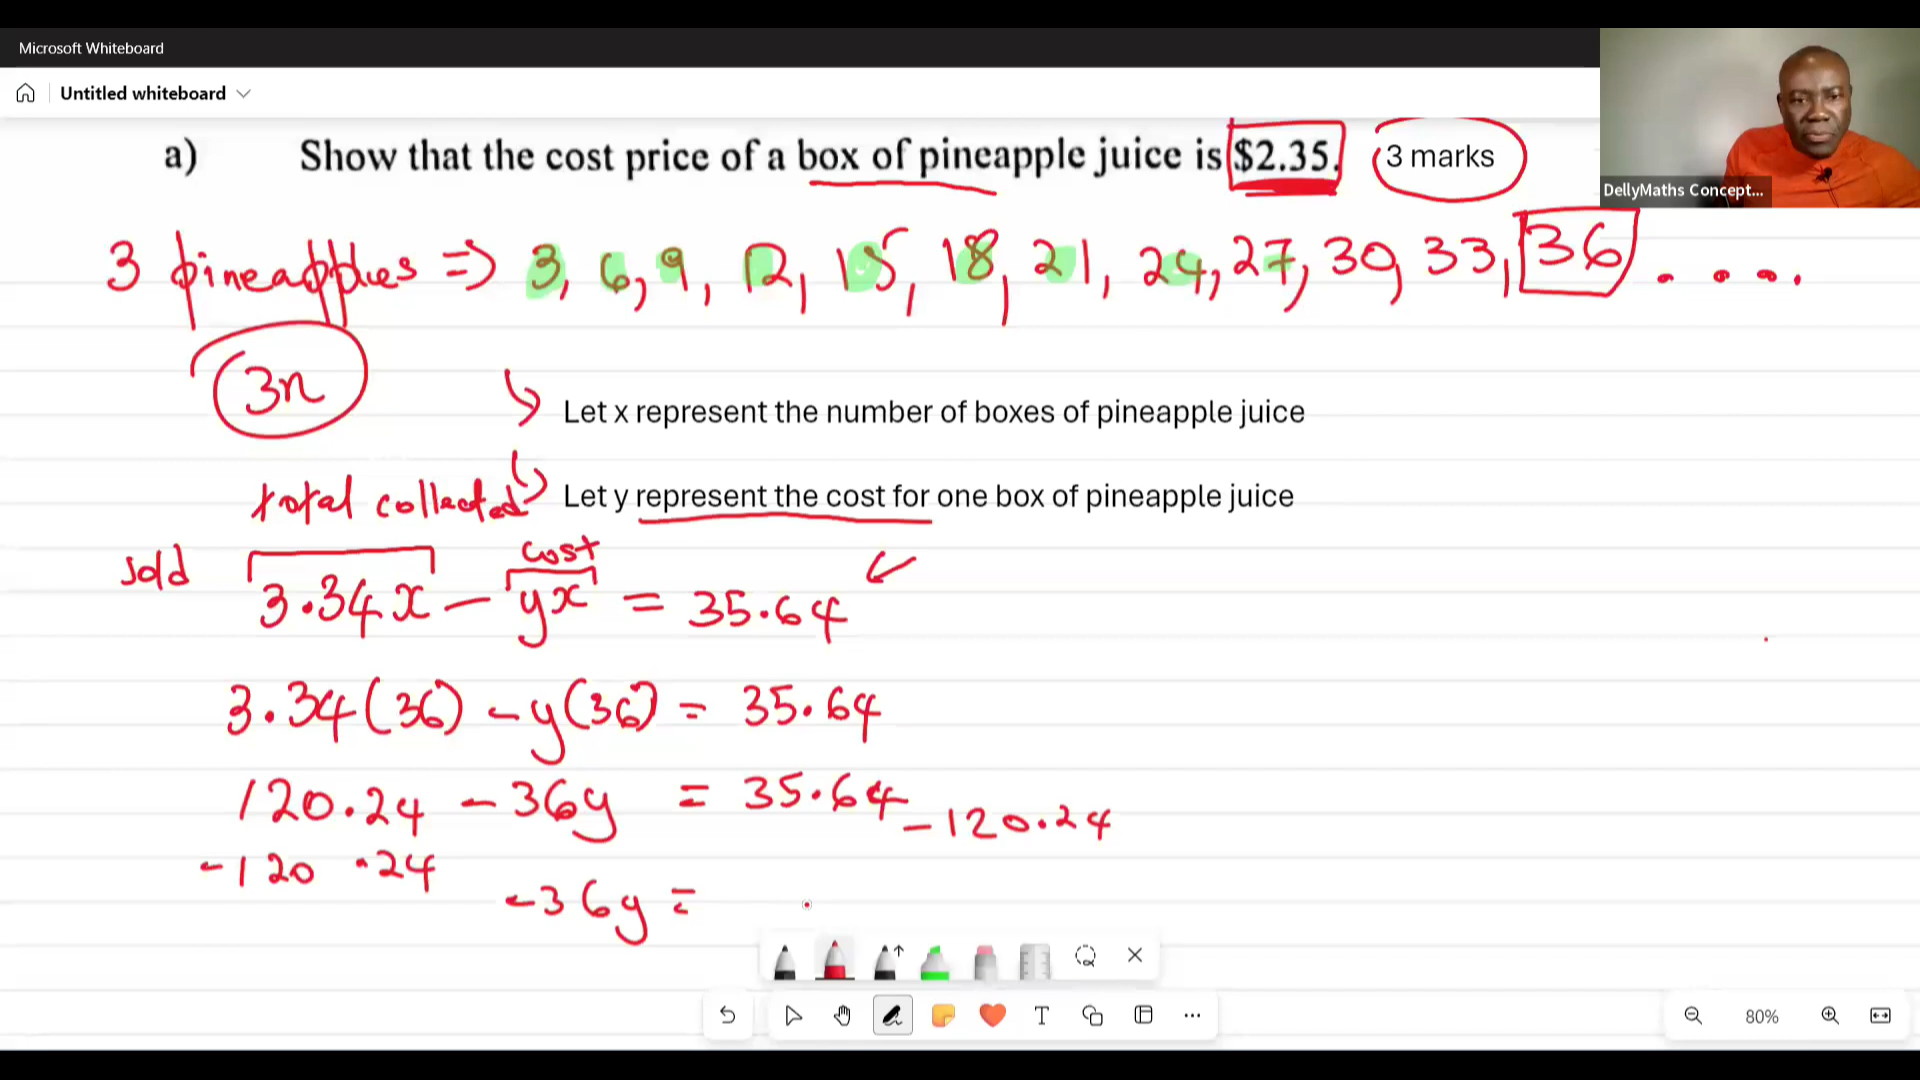 Microsoft Whiteboard
Untitled whiteboard
DellyMaths Concept...
a) Show that the cost price of a box of pineapple juice is $2.35. 3 marks
3 pineapples => 3, 6, 9, 12, 15, 18, 21, 24, 27, 30, 33, 36 . . . .
3n
Let x represent the number of boxes of pineapple juice
total collected
Let y represent the cost for one box of pineapple juice
cost
sold
3.34x - yx = 35.64
3.34(36) - y(36) = 35.64
120.24 - 36y = 35.64 - 120.24
-120.24
-36y =
T
80%